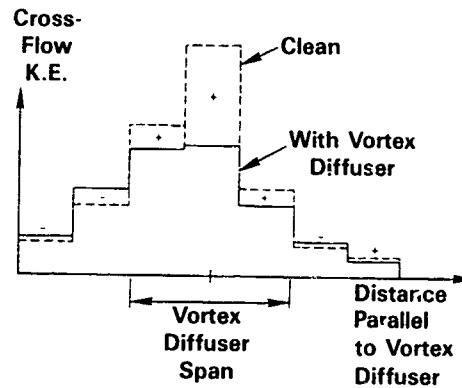 Cross-
Flow
K.E.
Clean
+
+
With Vortex
Diffuser
-
+
-
-
+
Vortex
Diffuser
Span
Distance
Parallel
to Vortex
Diffuser